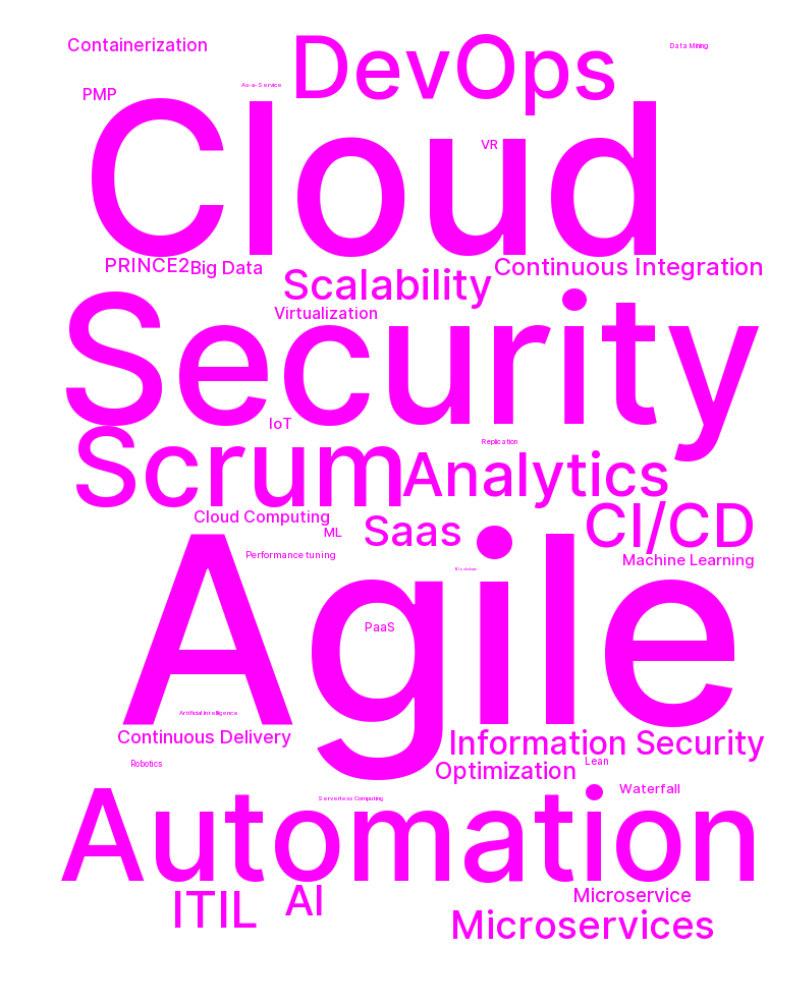 Containerization
DevOps
Data Mining
As-a-Service
PMP
Cloud
VR
PRINCE2
Big Data
Continuous Integration
Scalability
Virtualization
Security
IoT
Scrum
Replication
Analytics
CI/CD
Cloud Computing
Saas
ML
Performance tuning
Machine Learning
Agile
PaaS
Artificial Intelligence
Continuous Delivery
Information Security
Robotics
Optimization
Lean
Waterfall
Serverless Computing
Automation
ITIL
AI
Microservice
Microservices